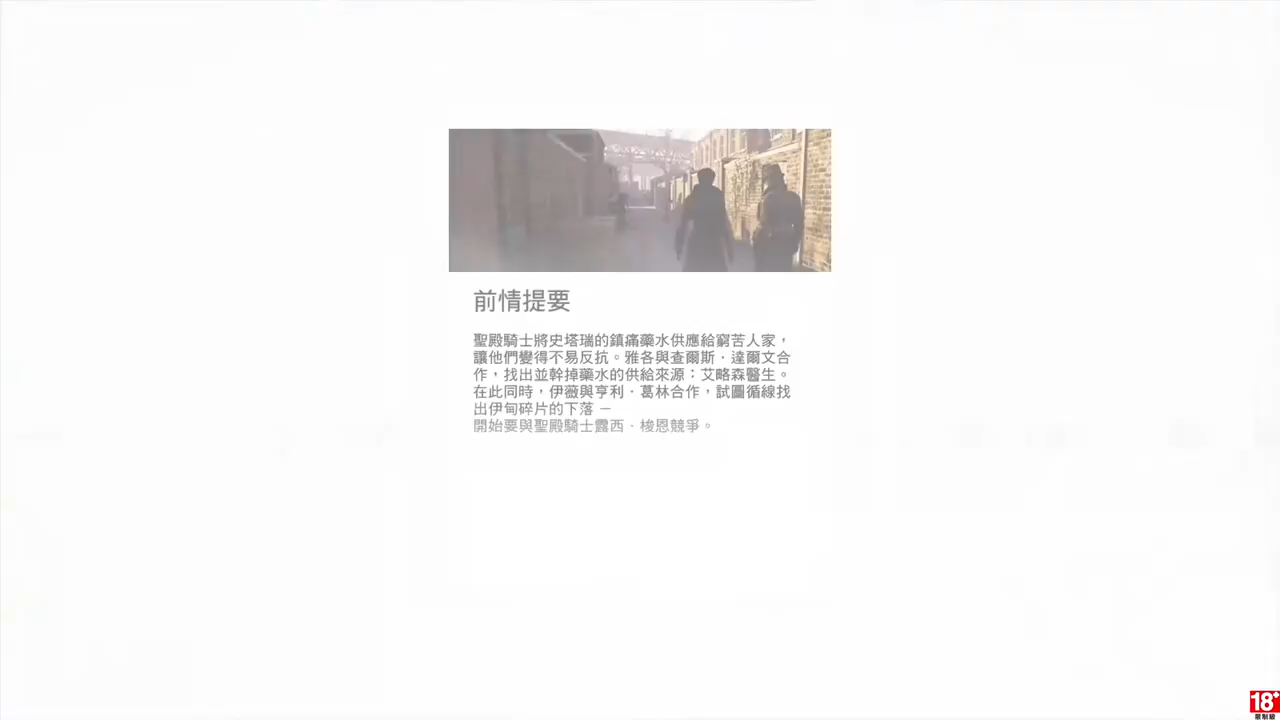 前情提要
聖殿騎士將史塔瑞的鎮痛藥水供應給窮苦人家，
讓他們變得不易反抗。雅各與查爾斯．達爾文合
作，找出並幹掉藥水的供給來源：艾略森醫生。
在此同時，伊薇與亨利．葛林合作，試圖循線找
出伊甸碎片的下落 —
開始要與聖殿騎士露西．梭恩競爭。
18+
限制級